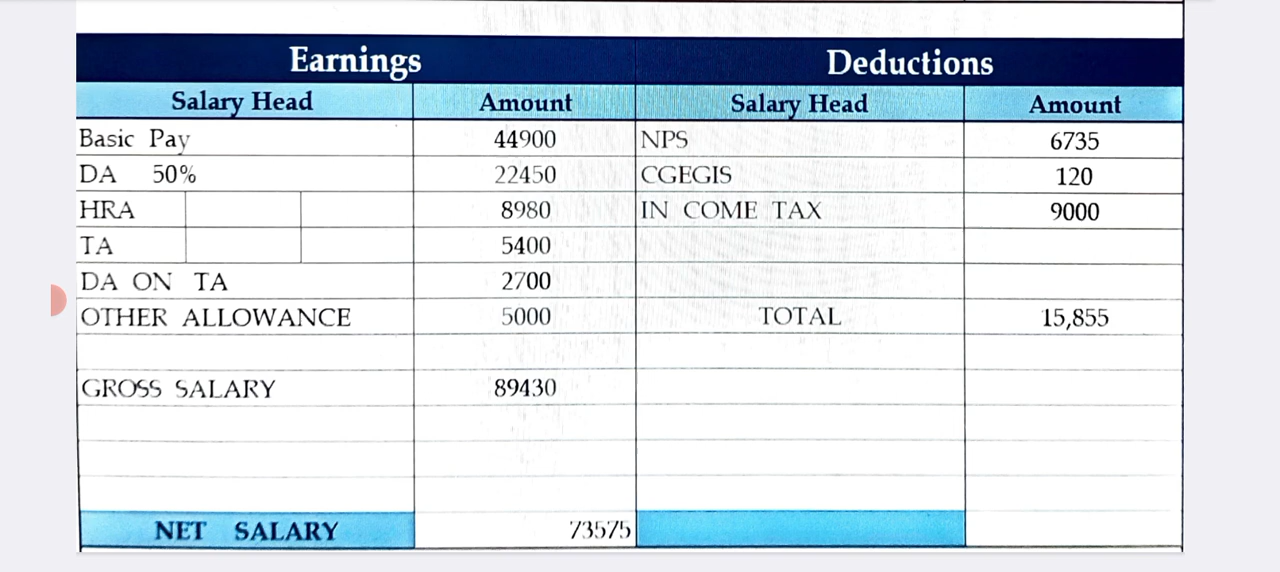 Earnings Deductions
Salary Head Amount Salary Head Amount
Basic Pay 44900 NPS 6735
DA 50% 22450 CGEGIS 120
HRA 8980 IN COME TAX 9000
TA 5400
DA ON TA 2700
OTHER ALLOWANCE 5000 TOTAL 15,855
GROSS SALARY 89430
NET SALARY 73575